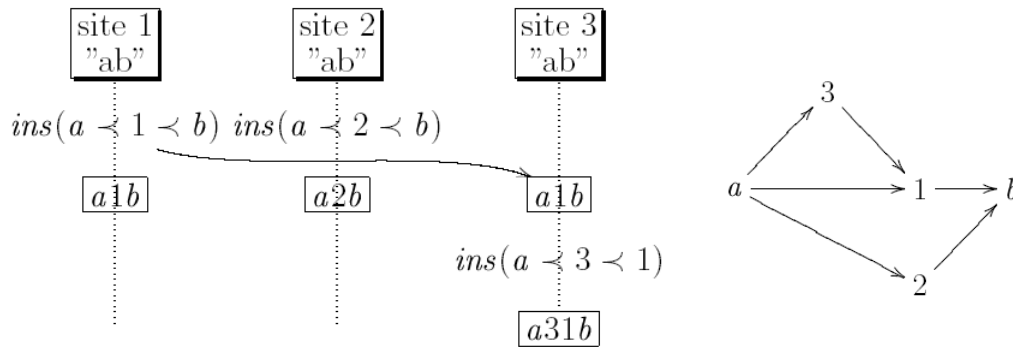 site 1 site 2 site 3
"ab" "ab" "ab"
ins(a ≺ 1 ≺ b) ins(a ≺ 2 ≺ b)
a1b a2b a1b
ins(a ≺ 3 ≺ 1)
a31b
3
a 1 b
2